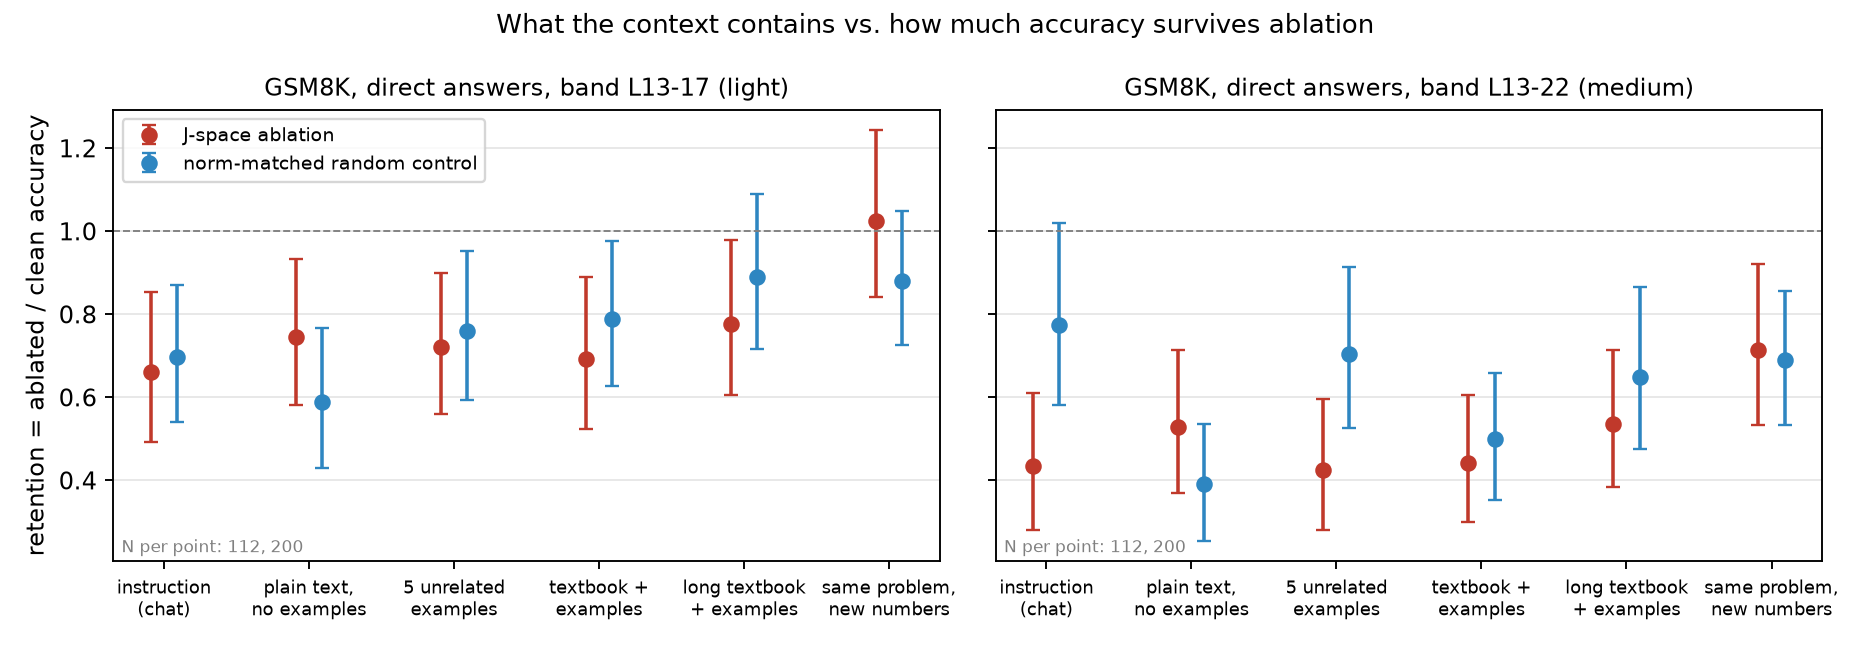 What the context contains vs. how much accuracy survives ablation
GSM8K, direct answers, band L13-17 (light)
retention = ablated / clean accuracy
1.2
1.0
0.8
0.6
0.4
J-space ablation
norm-matched random control
N per point: 112, 200
instruction
(chat)
plain text,
no examples
5 unrelated
examples
textbook +
examples
long textbook
+ examples
same problem,
new numbers
GSM8K, direct answers, band L13-22 (medium)
N per point: 112, 200
instruction
(chat)
plain text,
no examples
5 unrelated
examples
textbook +
examples
long textbook
+ examples
same problem,
new numbers